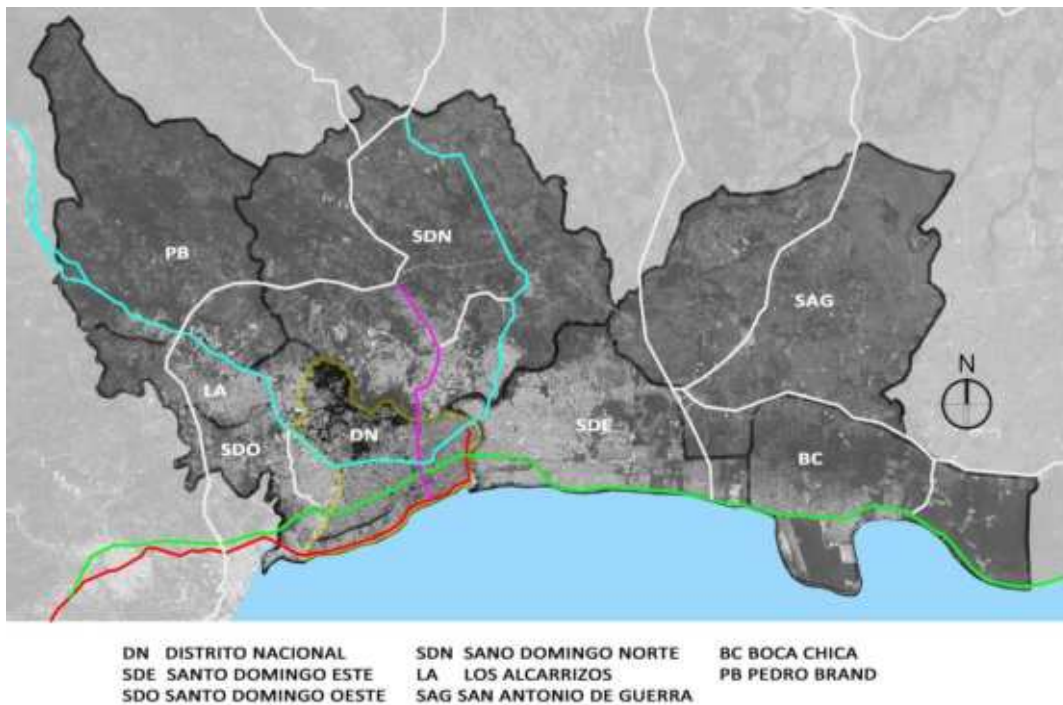 SDN
PB
SAG
N
LA
SDE
DN
SDO
BC
DN DISTRITO NACIONAL SDN SANO DOMINGO NORTE BC BOCA CHICA
SDE SANTO DOMINGO ESTE LA LOS ALCARRIZOS PB PEDRO BRAND
SDO SANTO DOMINGO OESTE SAG SAN ANTONIO DE GUERRA